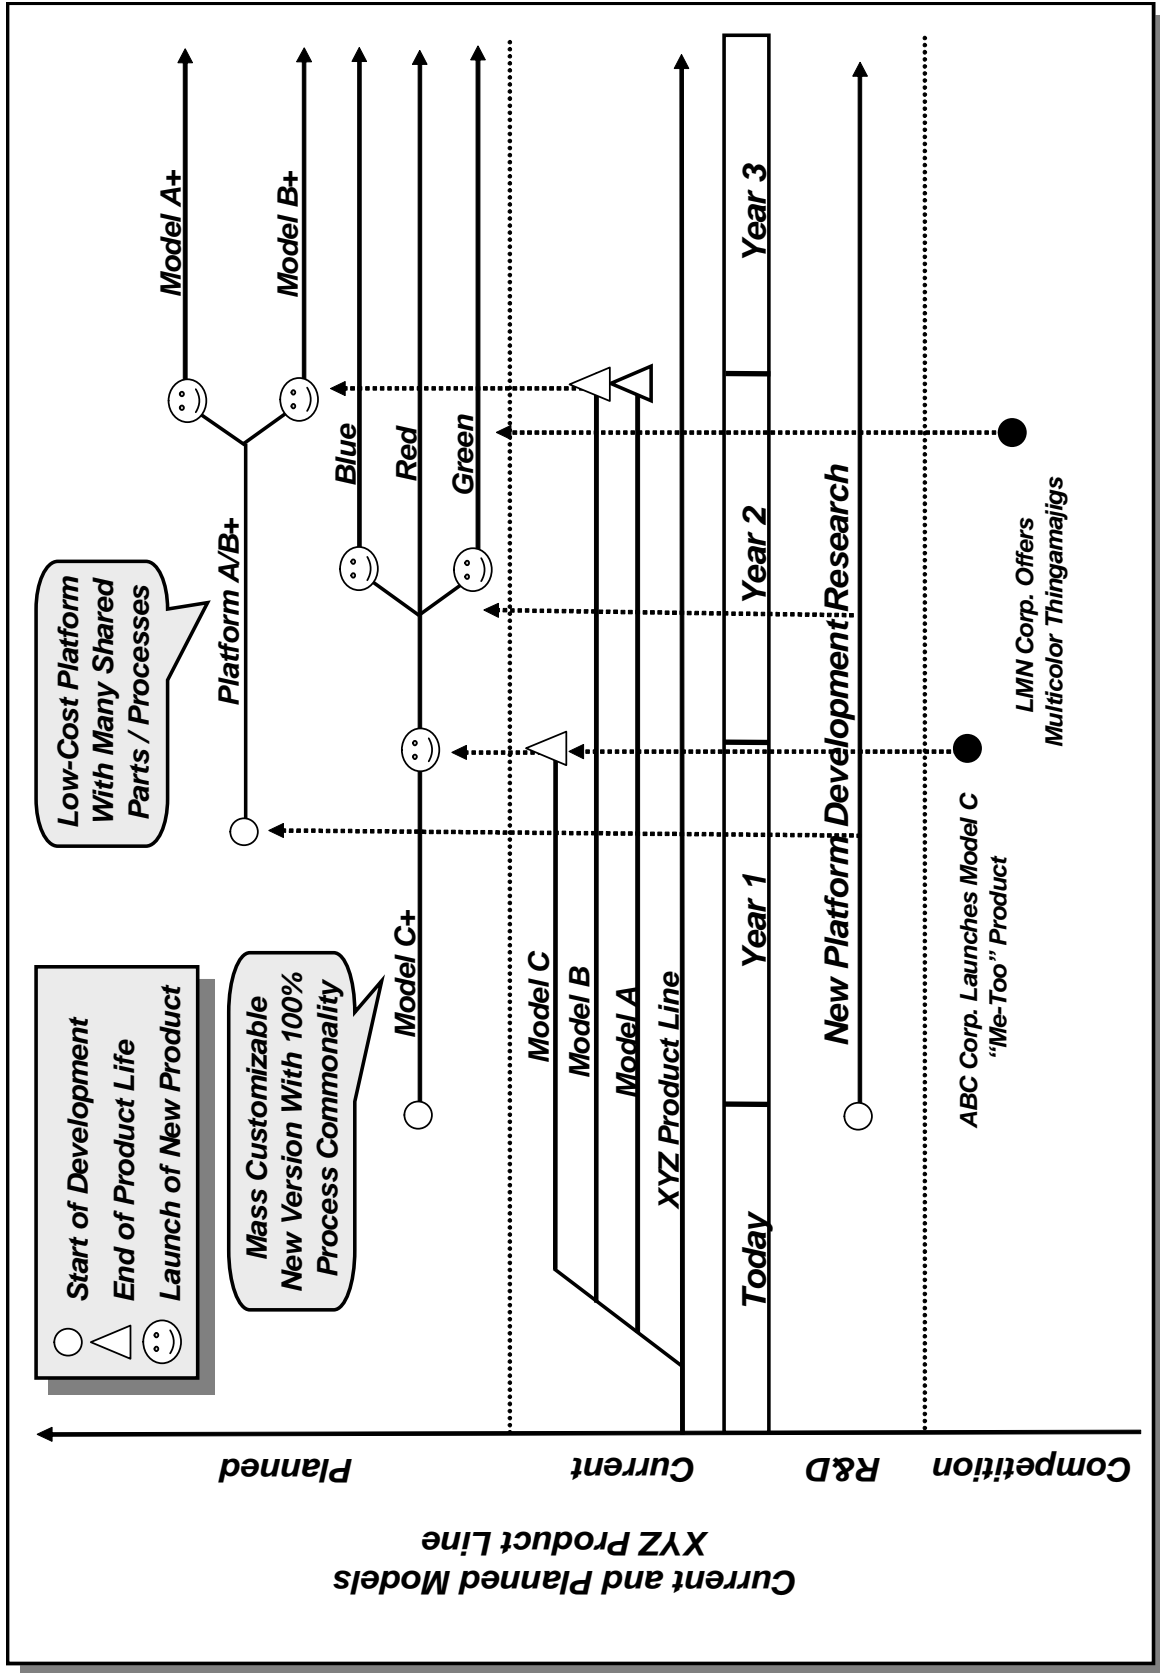 Current and Planned Models
XYZ Product Line
Planned
Current
R&D
Competition
Start of Development
End of Product Life
Launch of New Product
Low-Cost Platform
With Many Shared
Parts / Processes
Mass Customizable
New Version With 100%
Process Commonality
Model A+
Platform A/B+
Model B+
Blue
Model C+
Red
Green
Model C
Model B
Model A
XYZ Product Line
Today
Year 1
Year 2
Year 3
New Platform Development Research
ABC Corp. Launches Model C
“Me-Too” Product
LMN Corp. Offers
Multicolor Thingamajigs